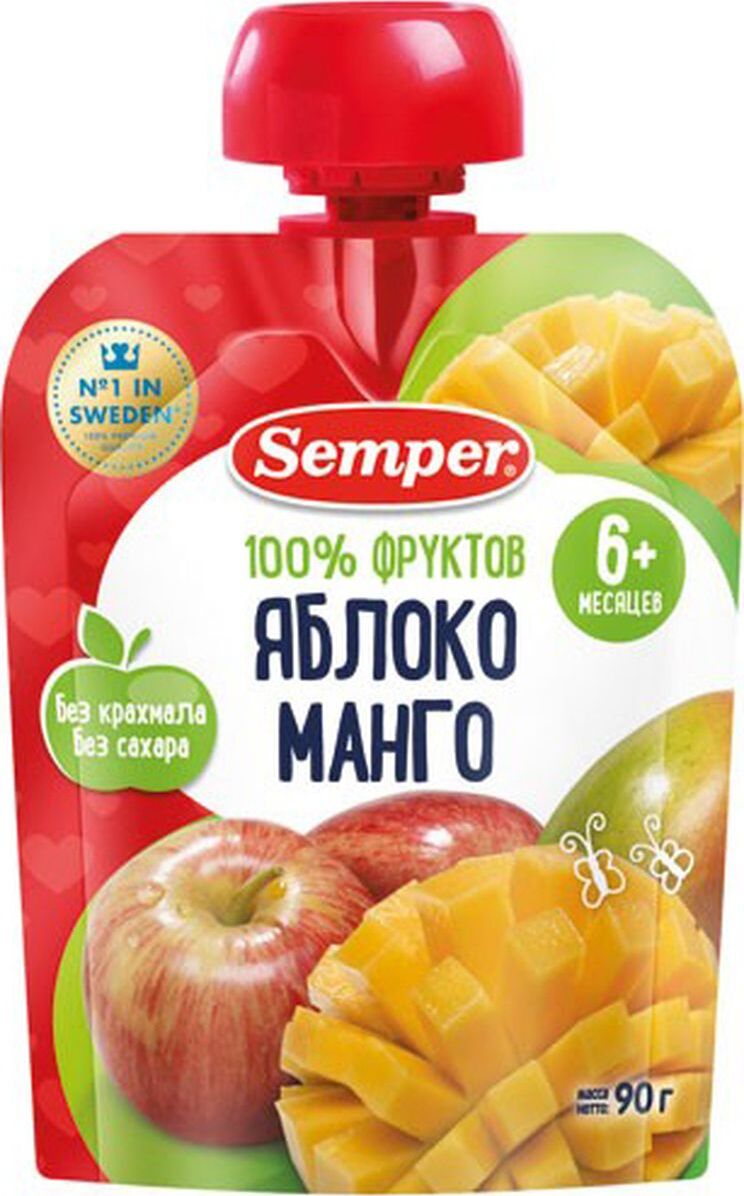 №1 IN
SWEDEN
Semper®
100% ФРУКТОВ
6+
МЕСЯЦЕВ
ЯБЛОКО
МАНГО
без крахмала
без сахара
масса
нетто: 90 г